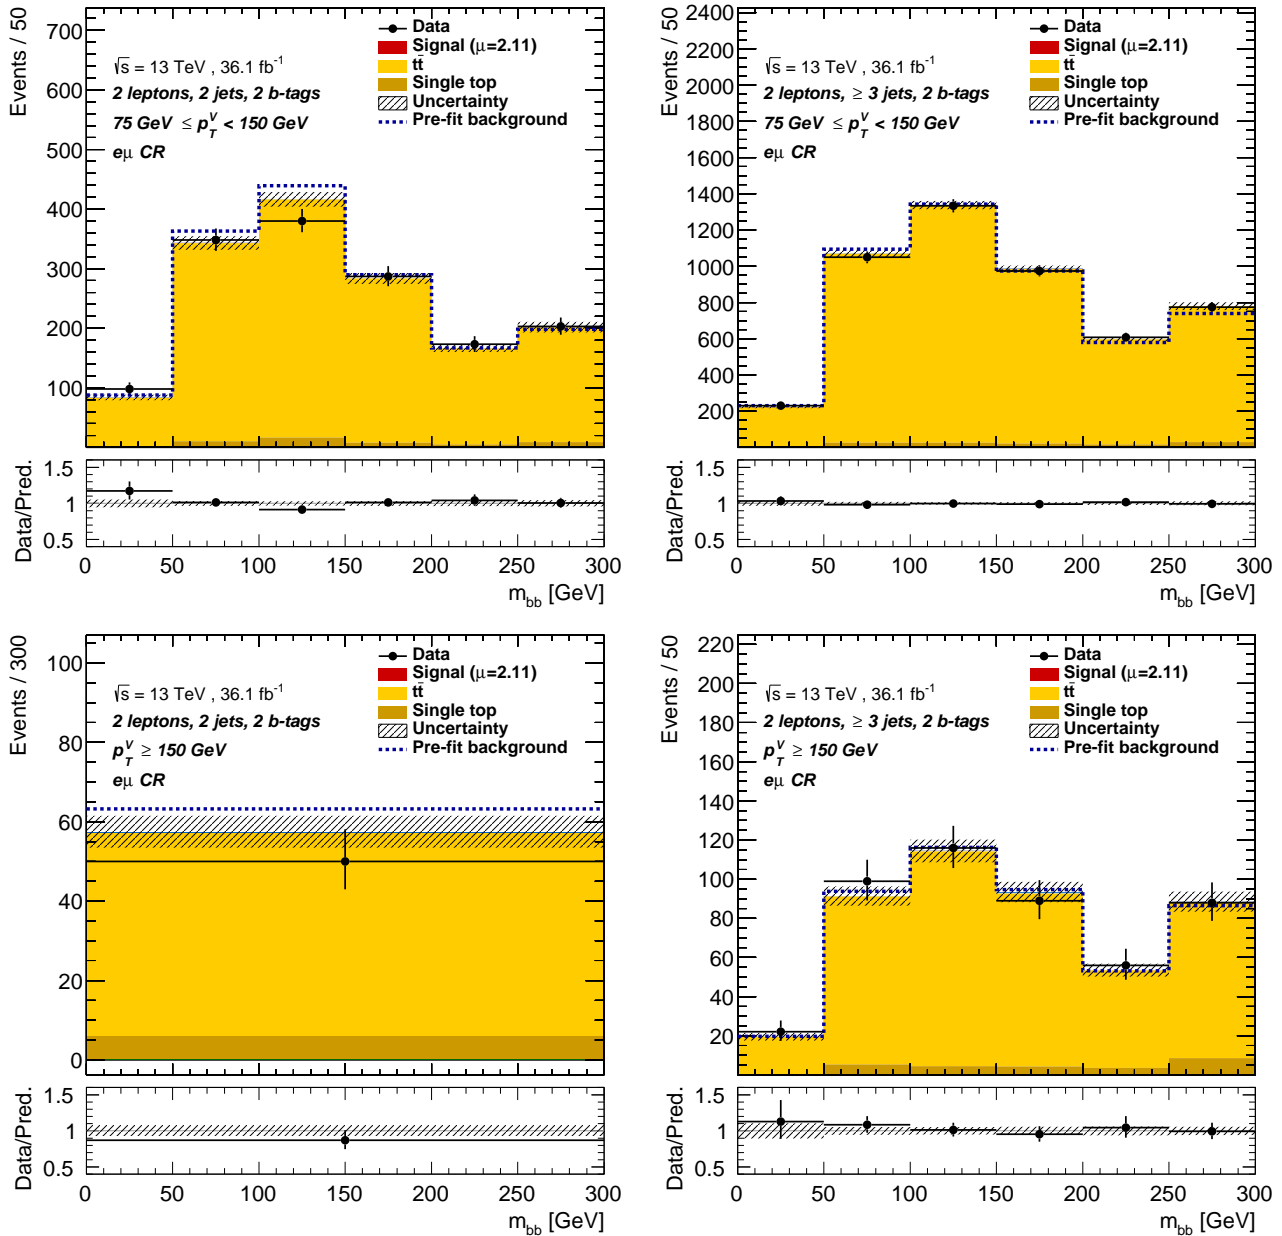 Events / 50
700
600
500
400
300
200
100
Data
Signal (μ=2.11)
tt̄
Single top
Uncertainty
Pre-fit background
√s = 13 TeV , 36.1 fb⁻¹
2 leptons, 2 jets, 2 b-tags
75 GeV ≤ p_T^V < 150 GeV
eμ CR
Data/Pred.
1.5
1
0.5
0 50 100 150 200 250 300
m_bb [GeV]
Events / 50
2400
2200
2000
1800
1600
1400
1200
1000
800
600
400
200
Data
Signal (μ=2.11)
tt̄
Single top
Uncertainty
Pre-fit background
√s = 13 TeV , 36.1 fb⁻¹
2 leptons, ≥ 3 jets, 2 b-tags
75 GeV ≤ p_T^V < 150 GeV
eμ CR
Data/Pred.
1.5
1
0.5
0 50 100 150 200 250 300
m_bb [GeV]
Events / 300
100
80
60
40
20
0
Data
Signal (μ=2.11)
tt̄
Single top
Uncertainty
Pre-fit background
√s = 13 TeV , 36.1 fb⁻¹
2 leptons, 2 jets, 2 b-tags
p_T^V ≥ 150 GeV
eμ CR
Data/Pred.
1.5
1
0.5
0 50 100 150 200 250 300
m_bb [GeV]
Events / 50
220
200
180
160
140
120
100
80
60
40
20
Data
Signal (μ=2.11)
tt̄
Single top
Uncertainty
Pre-fit background
√s = 13 TeV , 36.1 fb⁻¹
2 leptons, ≥ 3 jets, 2 b-tags
p_T^V ≥ 150 GeV
eμ CR
Data/Pred.
1.5
1
0.5
0 50 100 150 200 250 300
m_bb [GeV]